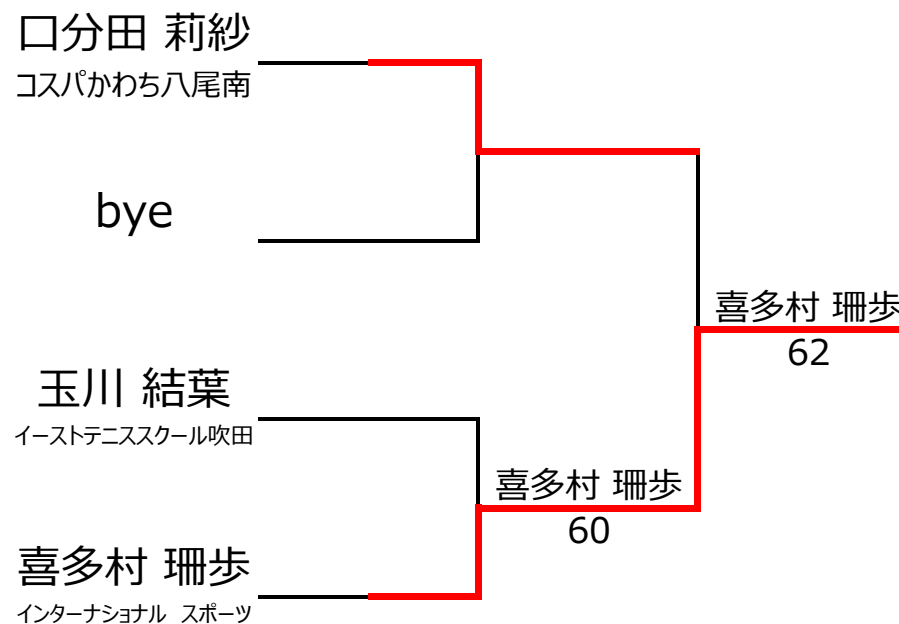 口分田 莉紗
コスパかわち八尾南
bye
喜多村 珊歩
62
玉川 結葉
イーストテニススクール吹田
喜多村 珊歩
60
喜多村 珊歩
インターナショナル スポーツ